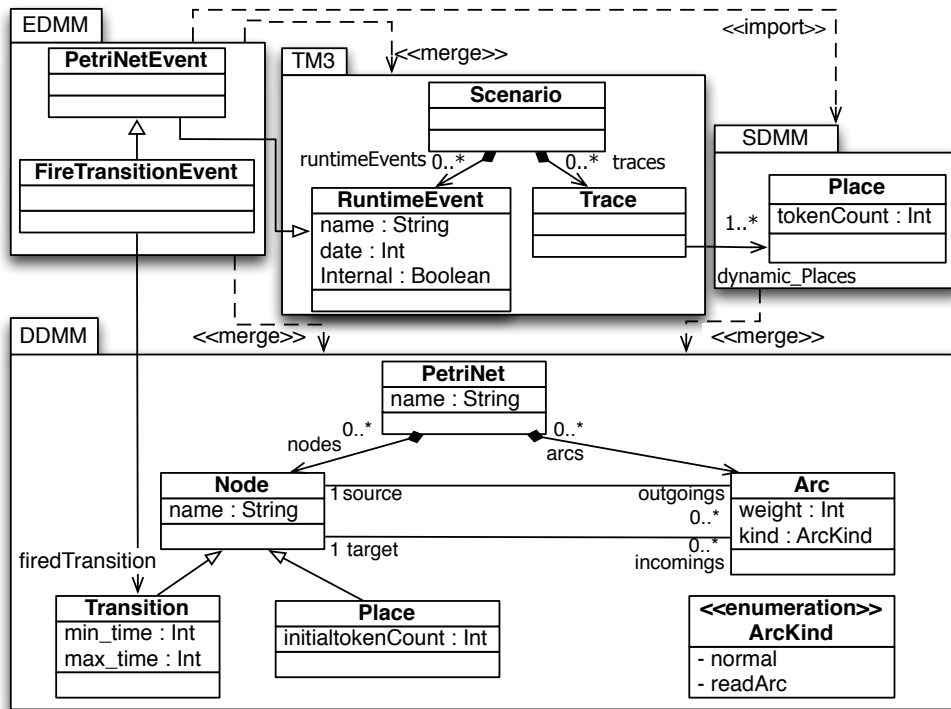 EDMM
PetriNetEvent
<<import>>
<<merge>>
TM3
Scenario
FireTransitionEvent
runtimeEvents 0..*
0..* traces
SDMM
RuntimeEvent
name : String
date : Int
Internal : Boolean
Trace
Place
tokenCount : Int
1..*
dynamic_Places
DDMM
<<merge>>
<<merge>>
PetriNet
name : String
0..*
nodes
0..*
arcs
Node
name : String
1 source
outgoings
0..*
Arc
weight : Int
kind : ArcKind
1 target
0..*
incomings
firedTransition
Transition
min_time : Int
max_time : Int
Place
initialtokenCount : Int
<<enumeration>>
ArcKind
- normal
- readArc